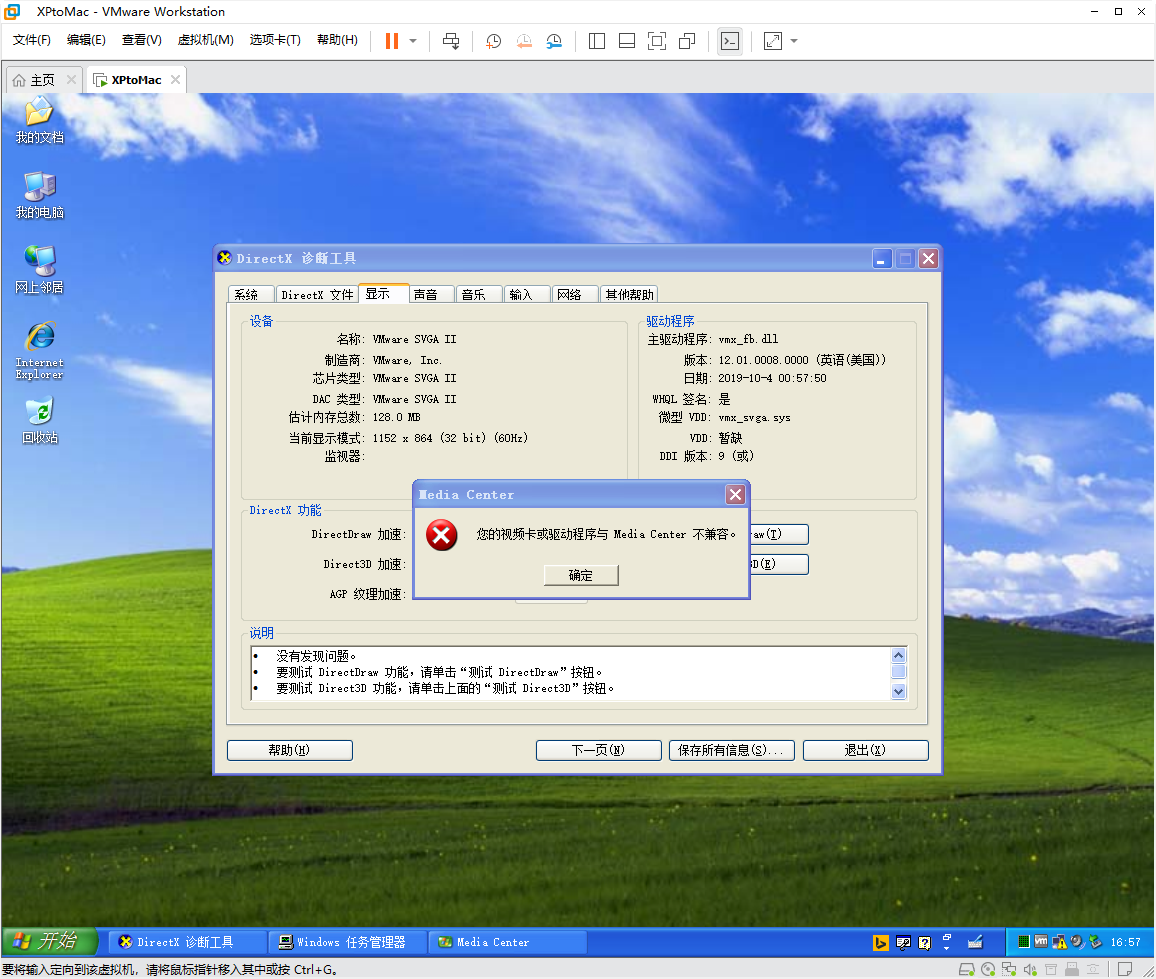 XPtoMac - VMware Workstation
文件(F) 编辑(E) 查看(V) 虚拟机(M) 选项卡(T) 帮助(H)
主页 XPtoMac
我的文档
我的电脑
网上邻居
Internet
Explorer
回收站
DirectX 诊断工具
系统 DirectX 文件 显示 声音 音乐 输入 网络 其他帮助
设备
名称: VMware SVGA II
制造商: VMware, Inc.
芯片类型: VMware SVGA II
DAC 类型: VMware SVGA II
估计内存总数: 128.0 MB
当前显示模式: 1152 x 864 (32 bit) (60Hz)
监视器:
驱动程序
主驱动程序: vmx_fb.dll
版本: 12.01.0008.0000 (英语(美国))
日期: 2019-10-4 00:57:50
WHQL 签名: 是
微型 VDD: vmx_svga.sys
VDD: 暂缺
DDI 版本: 9 (或)
DirectX 功能
DirectDraw 加速:
aw(T)
Direct3D 加速:
D(E)
AGP 纹理加速:
Media Center
您的视频卡或驱动程序与 Media Center 不兼容。
确定
说明
• 没有发现问题。
• 要测试 DirectDraw 功能,请单击“测试 DirectDraw”按钮。
• 要测试 Direct3D 功能,请单击上面的“测试 Direct3D”按钮。
帮助(H) 下一页(N) 保存所有信息(S)... 退出(X)
开始 DirectX 诊断工具 Windows 任务管理器 Media Center 16:57
要将输入定向到该虚拟机，请将鼠标指针移入其中或按 Ctrl+G。